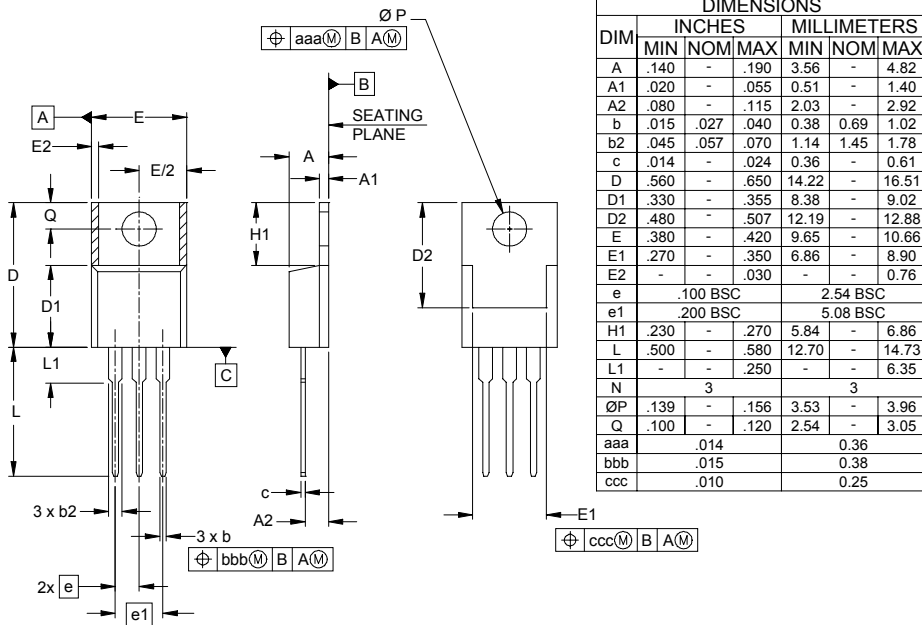 Ø P
⌖ aaaⓂ B AⓂ
B
SEATING
PLANE
A
E
E2
E/2
A
A1
Q
D
D1
H1
D2
L1
L
C
c
A2
3 x b2
3 x b
⌖ bbbⓂ B AⓂ
E1
⌖ cccⓂ B AⓂ
2x e
e1
DIMENSIONS
DIM INCHES MILLIMETERS
MIN NOM MAX MIN NOM MAX
A .140 - .190 3.56 - 4.82
A1 .020 - .055 0.51 - 1.40
A2 .080 - .115 2.03 - 2.92
b .015 .027 .040 0.38 0.69 1.02
b2 .045 .057 .070 1.14 1.45 1.78
c .014 - .024 0.36 - 0.61
D .560 - .650 14.22 - 16.51
D1 .330 - .355 8.38 - 9.02
D2 .480 - .507 12.19 - 12.88
E .380 - .420 9.65 - 10.66
E1 .270 - .350 6.86 - 8.90
E2 - - .030 - - 0.76
e .100 BSC 2.54 BSC
e1 .200 BSC 5.08 BSC
H1 .230 - .270 5.84 - 6.86
L .500 - .580 12.70 - 14.73
L1 - - .250 - - 6.35
N 3 3
ØP .139 - .156 3.53 - 3.96
Q .100 - .120 2.54 - 3.05
aaa .014 0.36
bbb .015 0.38
ccc .010 0.25